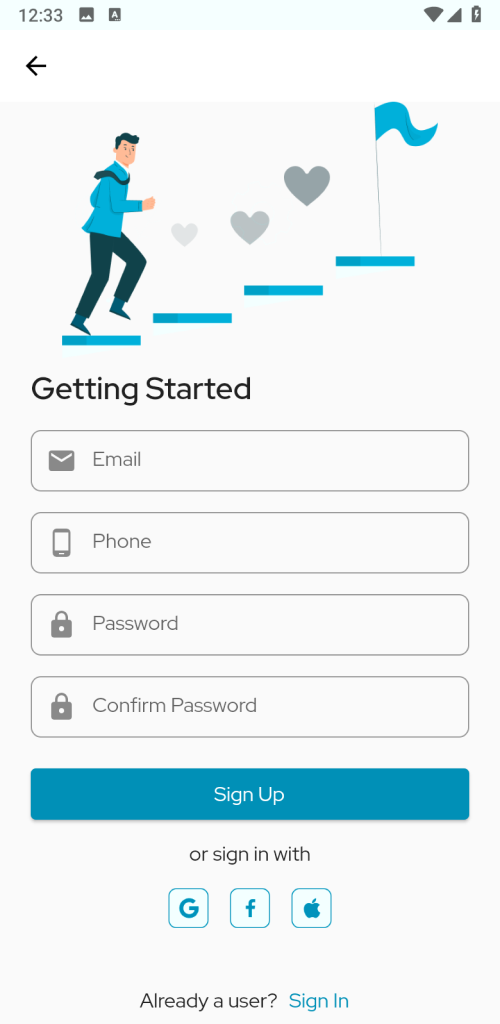 12:33
Getting Started
Email
Phone
Password
Confirm Password
Sign Up
or sign in with
Already a user? Sign In